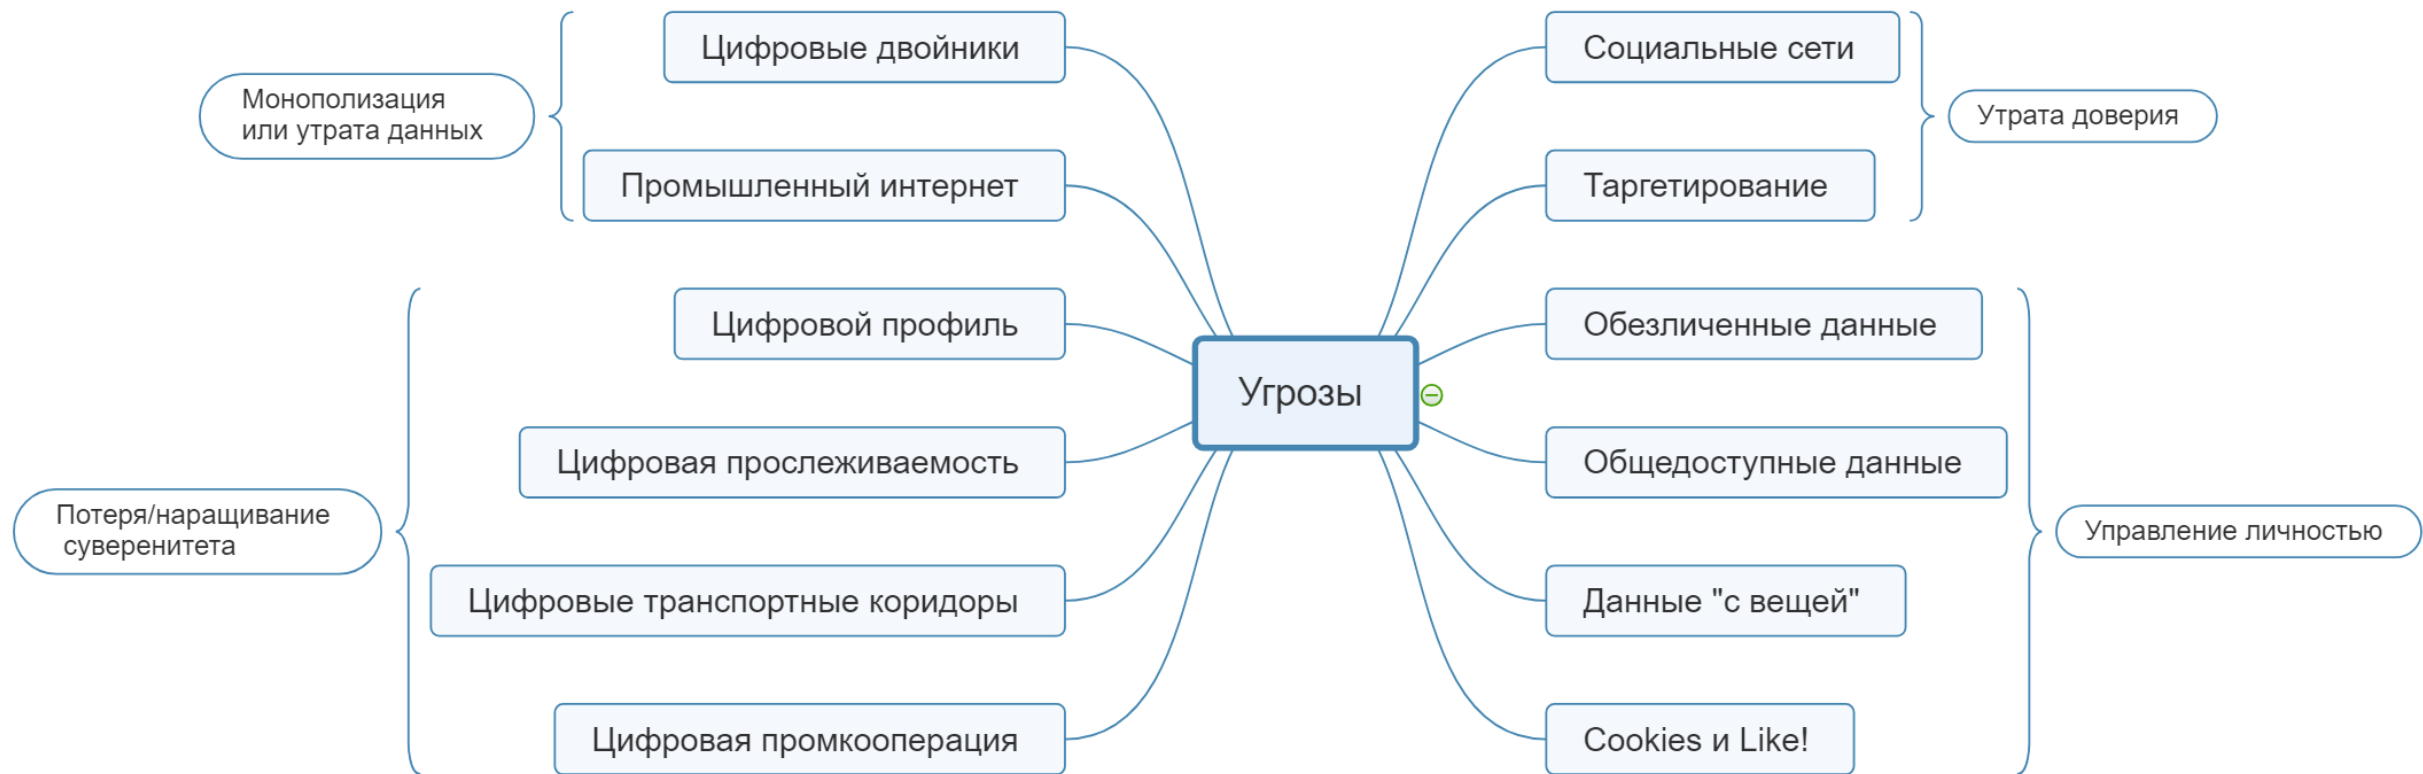 Цифровые двойники
Социальные сети
Монополизация
или утрата данных
Утрата доверия
Промышленный интернет
Таргетирование
Цифровой профиль
Обезличенные данные
Угрозы
Цифровая прослеживаемость
Общедоступные данные
Потеря/наращивание
суверенитета
Управление личностью
Цифровые транспортные коридоры
Данные "с вещей"
Цифровая промкооперация
Cookies и Like!